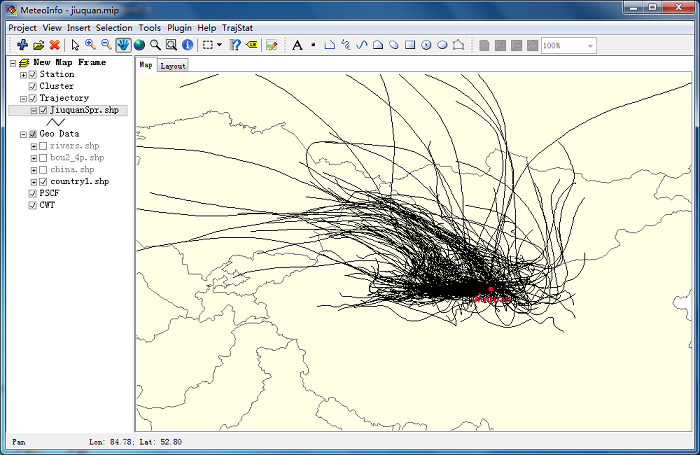 MeteoInfo - jiuquan.mip
Project View Insert Selection Tools Plugin Help TrajStat
100%
New Map Frame
Station
Cluster
Trajectory
JiuquanSpr.shp
Geo Data
rivers.shp
bou2_4p.shp
china.shp
country1.shp
PSCF
CWT
Map Layout
Pan Lon: 84.78; Lat: 52.80